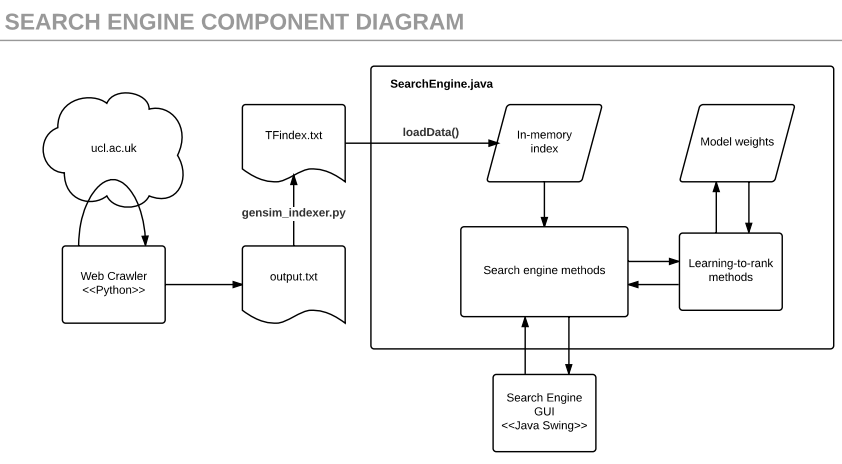 SEARCH ENGINE COMPONENT DIAGRAM
SearchEngine.java
ucl.ac.uk
TFindex.txt
loadData()
In-memory
index
Model weights
gensim_indexer.py
Web Crawler
<<Python>>
output.txt
Search engine methods
Learning-to-rank
methods
Search Engine
GUI
<<Java Swing>>